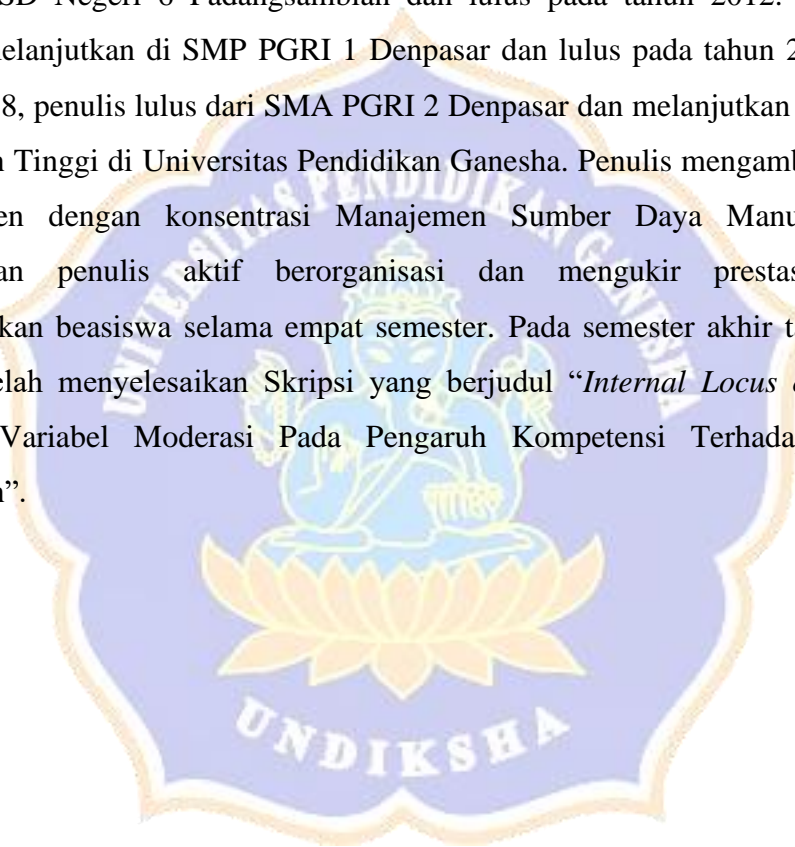 SD Negeri 6 Padangsambian dan lulus pada tahun 2012.
elanjutkan di SMP PGRI 1 Denpasar dan lulus pada tahun 2
8, penulis lulus dari SMA PGRI 2 Denpasar dan melanjutkan
n Tinggi di Universitas Pendidikan Ganesha. Penulis mengamb
en dengan konsentrasi Manajemen Sumber Daya Manu
an penulis aktif berorganisasi dan mengukir prestas
kan beasiswa selama empat semester. Pada semester akhir t
elah menyelesaikan Skripsi yang berjudul “Internal Locus
Variabel Moderasi Pada Pengaruh Kompetensi Terhada
”.
UNIVERSITAS PENDIDIKAN GANESHA
UNDIKSHA